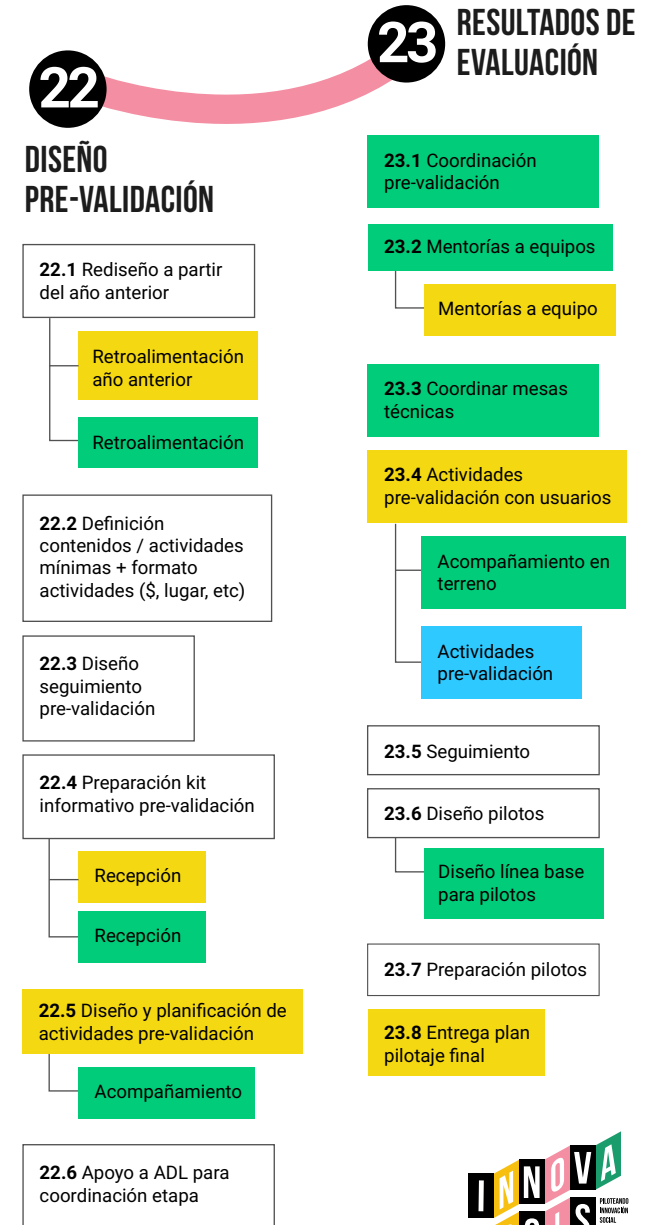 22
DISEÑO
PRE-VALIDACIÓN
22.1 Rediseño a partir
del año anterior
Retroalimentación
año anterior
Retroalimentación
22.2 Definición
contenidos / actividades
mínimas + formato
actividades ($, lugar, etc)
22.3 Diseño
seguimiento
pre-validación
22.4 Preparación kit
informativo pre-validación
Recepción
Recepción
22.5 Diseño y planificación de
actividades pre-validación
Acompañamiento
22.6 Apoyo a ADL para
coordinación etapa
23
RESULTADOS DE
EVALUACIÓN
23.1 Coordinación
pre-validación
23.2 Mentorías a equipos
Mentorías a equipo
23.3 Coordinar mesas
técnicas
23.4 Actividades
pre-validación con usuarios
Acompañamiento en
terreno
Actividades
pre-validación
23.5 Seguimiento
23.6 Diseño pilotos
Diseño línea base
para pilotos
23.7 Preparación pilotos
23.8 Entrega plan
pilotaje final
INNOVA
PILOTEANDO
INNOVACIÓN
SOCIAL